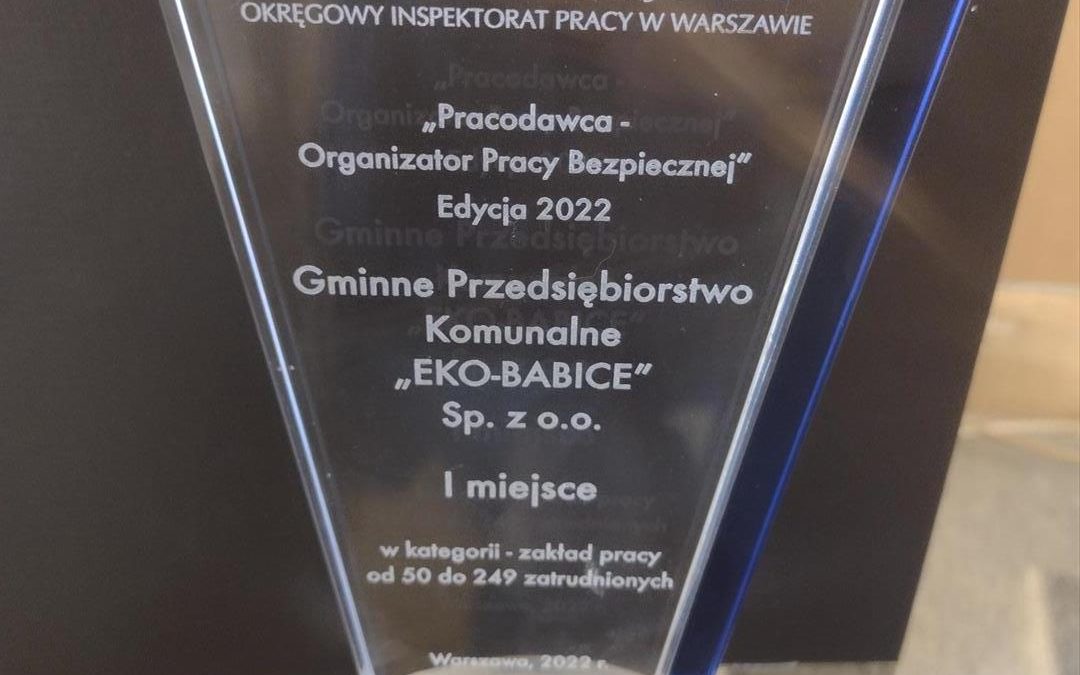 OKRĘGOWY INSPEKTORAT PRACY W WARSZAWIE
„Pracodawca -
Organizator Pracy Bezpiecznej”
Edycja 2022
Gminne Przedsiębiorstwo
Komunalne
„EKO-BABICE”
Sp. z o.o.
I miejsce
w kategorii - zakład pracy
od 50 do 249 zatrudnionych
Warszawa, 2022 r.